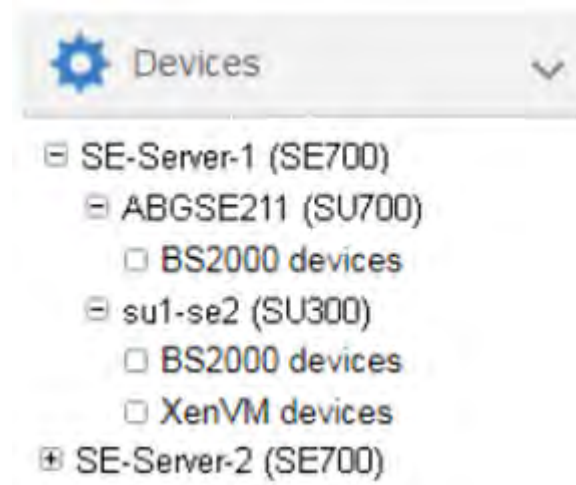 Devices
SE-Server-1 (SE700)
ABGSE211 (SU700)
BS2000 devices
su1-se2 (SU300)
BS2000 devices
XenVM devices
SE-Server-2 (SE700)